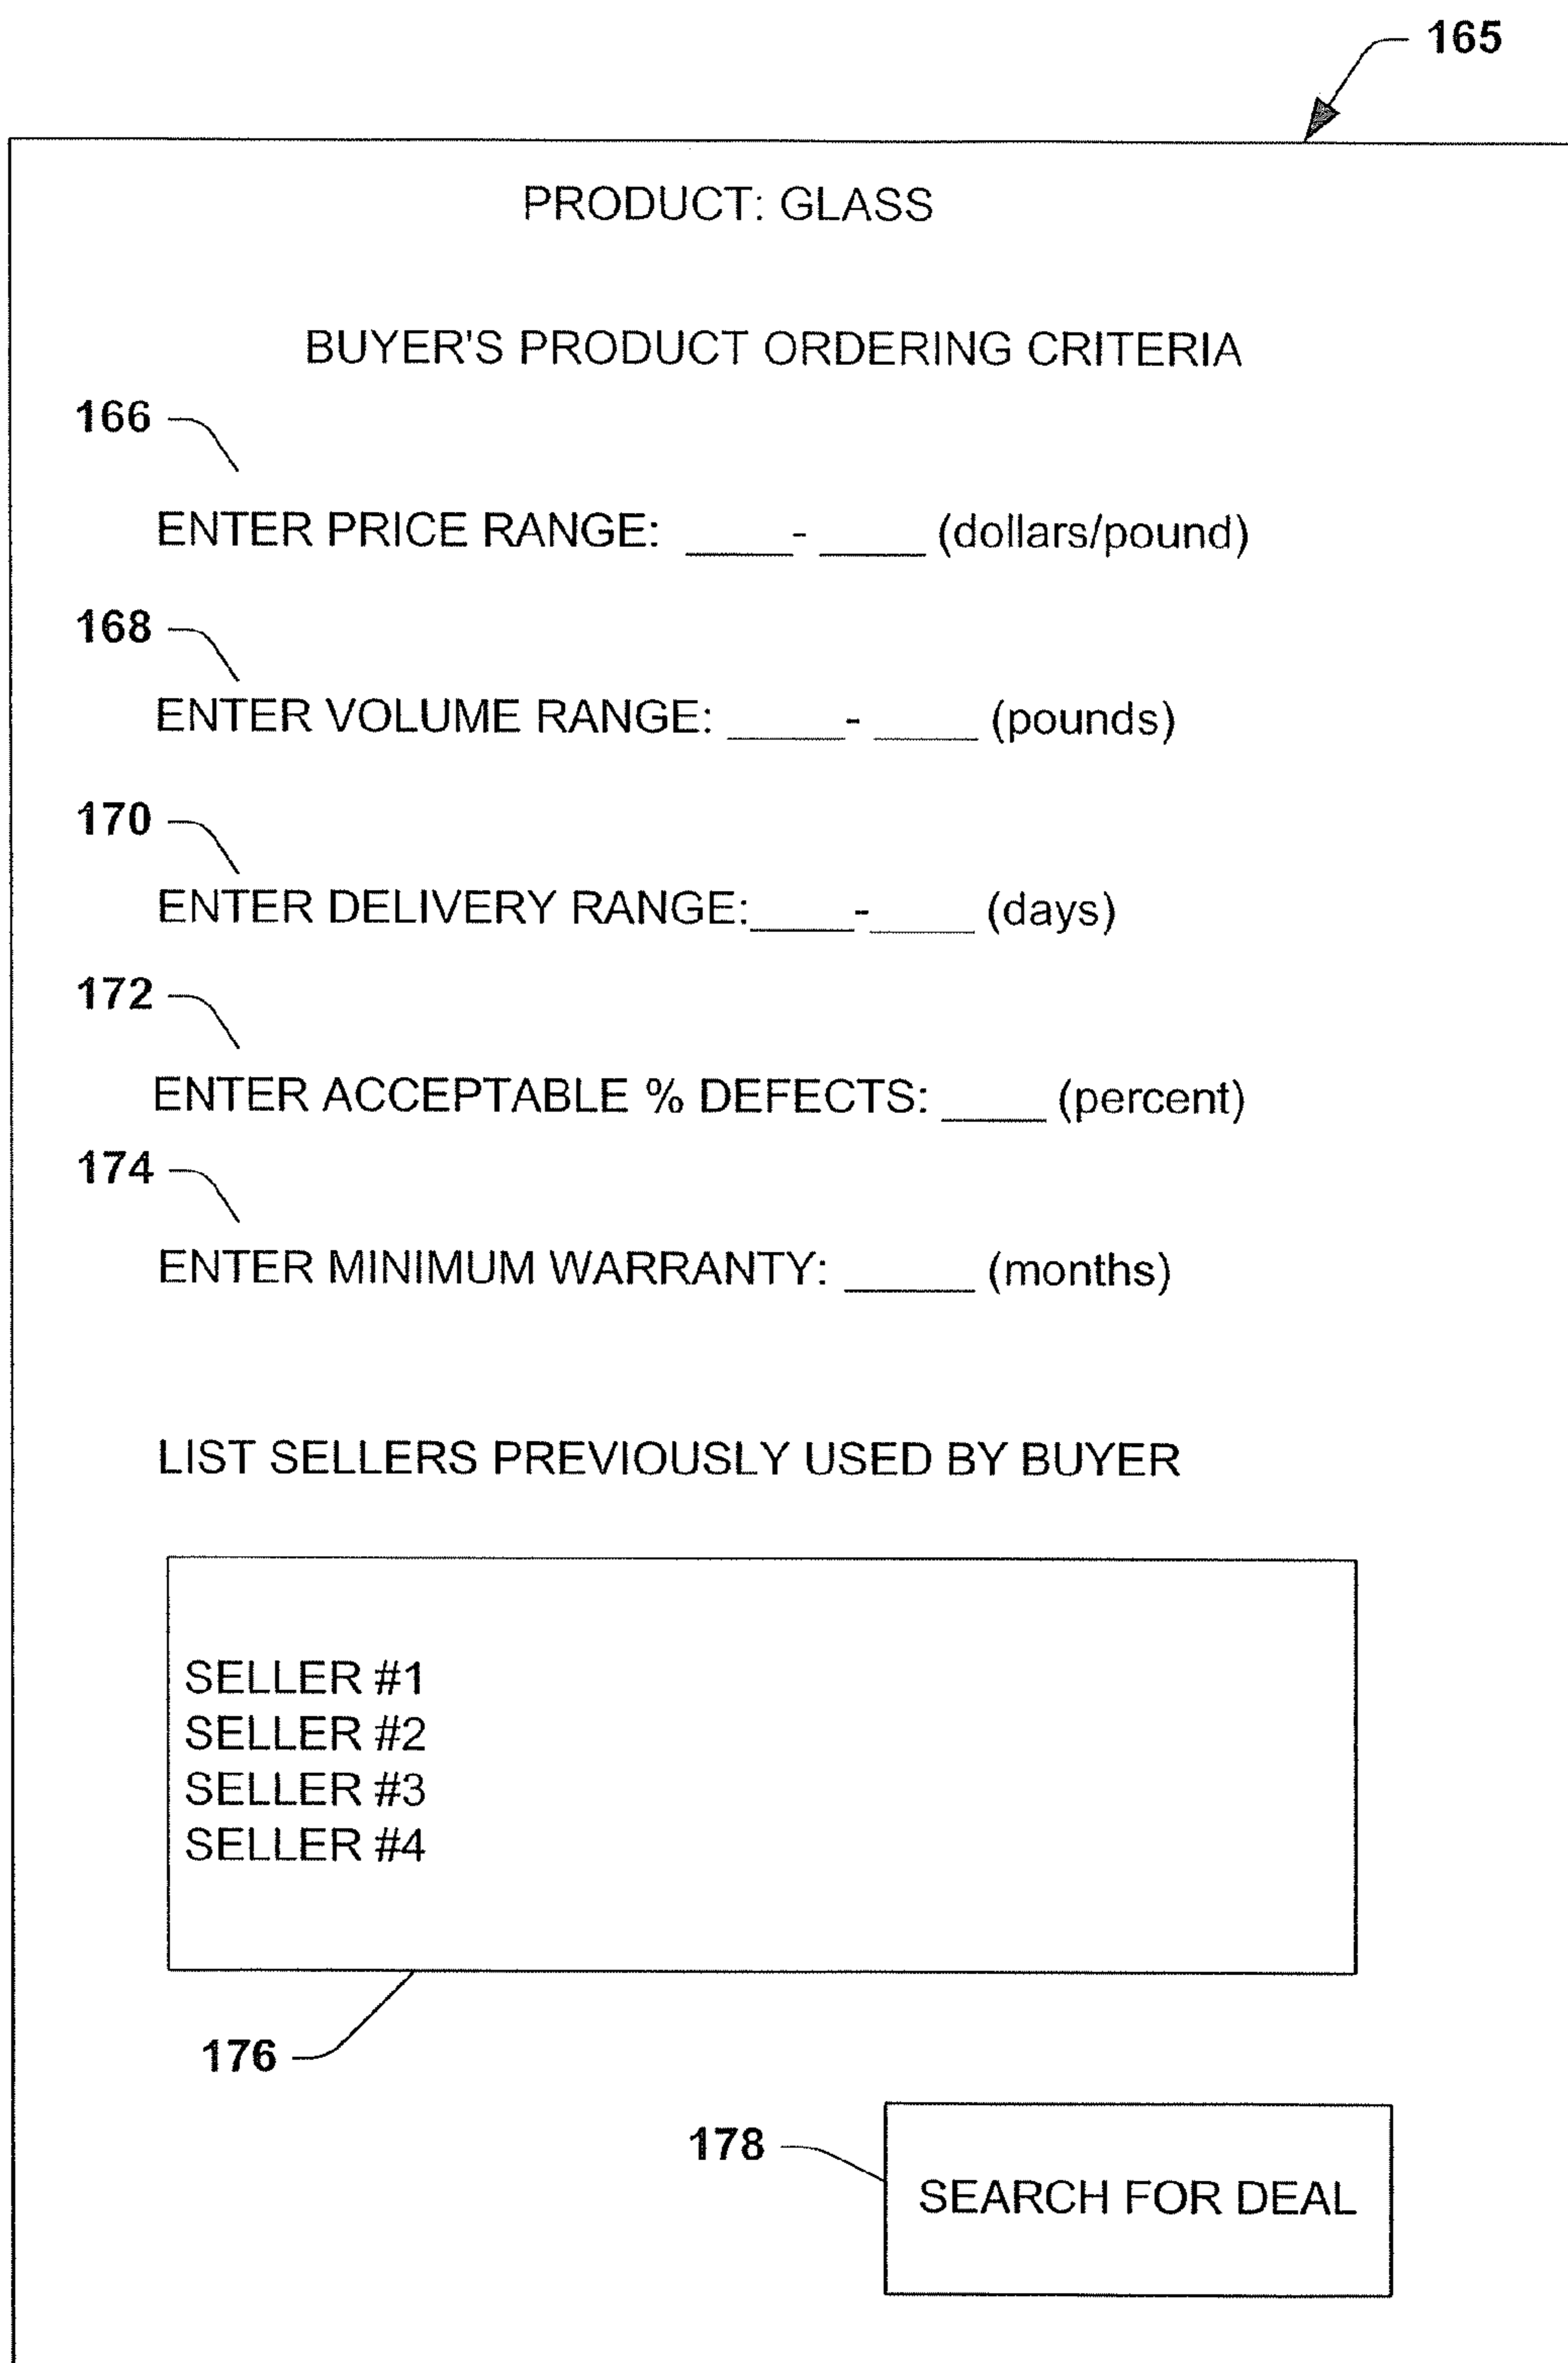 165
PRODUCT: GLASS
BUYER'S PRODUCT ORDERING CRITERIA
166
ENTER PRICE RANGE: ____- ____ (dollars/pound)
168
ENTER VOLUME RANGE: ____- ____ (pounds)
170
ENTER DELIVERY RANGE:____-____ (days)
172
ENTER ACCEPTABLE % DEFECTS: ____ (percent)
174
ENTER MINIMUM WARRANTY: _____ (months)
LIST SELLERS PREVIOUSLY USED BY BUYER
SELLER #1
SELLER #2
SELLER #3
SELLER #4
176
178
SEARCH FOR DEAL